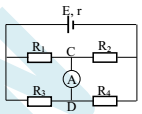 E, r
R₁ C R₂
A
R₃ D R₄